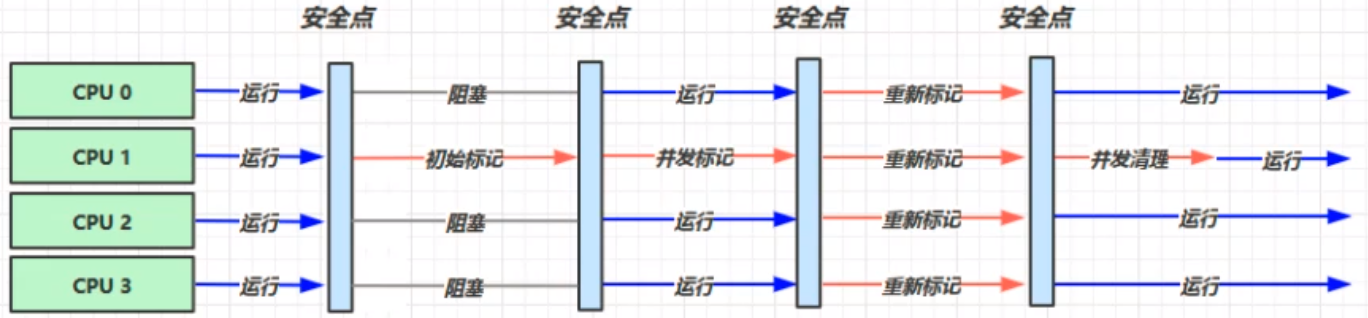 安全点 安全点 安全点 安全点
CPU 0 运行 阻塞 运行 重新标记 运行
CPU 1 运行 初始标记 并发标记 重新标记 并发清理 运行
CPU 2 运行 阻塞 运行 重新标记 运行
CPU 3 运行 阻塞 运行 重新标记 运行